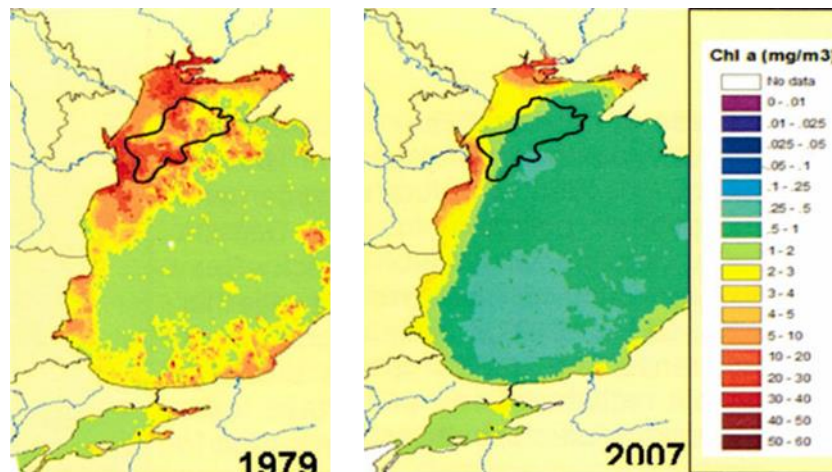 1979
2007
Chl a (mg/m3)
No data
0 - .01
.01 - .025
.025 - .05
.05 - .1
.1 - .25
.25 - .5
.5 - 1
1 - 2
2 - 3
3 - 4
4 - 5
5 - 10
10 - 20
20 - 30
30 - 40
40 - 50
50 - 60